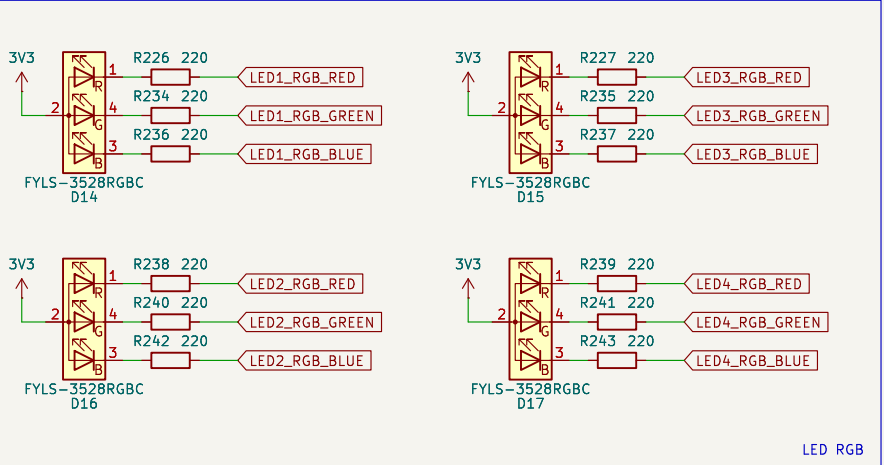 3V3
R226 220
1
LED1_RGB_RED
R
R234 220
2
4
LED1_RGB_GREEN
G
R236 220
3
LED1_RGB_BLUE
B
FYLS-3528RGBC
D14
3V3
R227 220
1
LED3_RGB_RED
R
R235 220
2
4
LED3_RGB_GREEN
G
R237 220
3
LED3_RGB_BLUE
B
FYLS-3528RGBC
D15
3V3
R238 220
1
LED2_RGB_RED
R
R240 220
2
4
LED2_RGB_GREEN
G
R242 220
3
LED2_RGB_BLUE
B
FYLS-3528RGBC
D16
3V3
R239 220
1
LED4_RGB_RED
R
R241 220
2
4
LED4_RGB_GREEN
G
R243 220
3
LED4_RGB_BLUE
B
FYLS-3528RGBC
D17
LED RGB